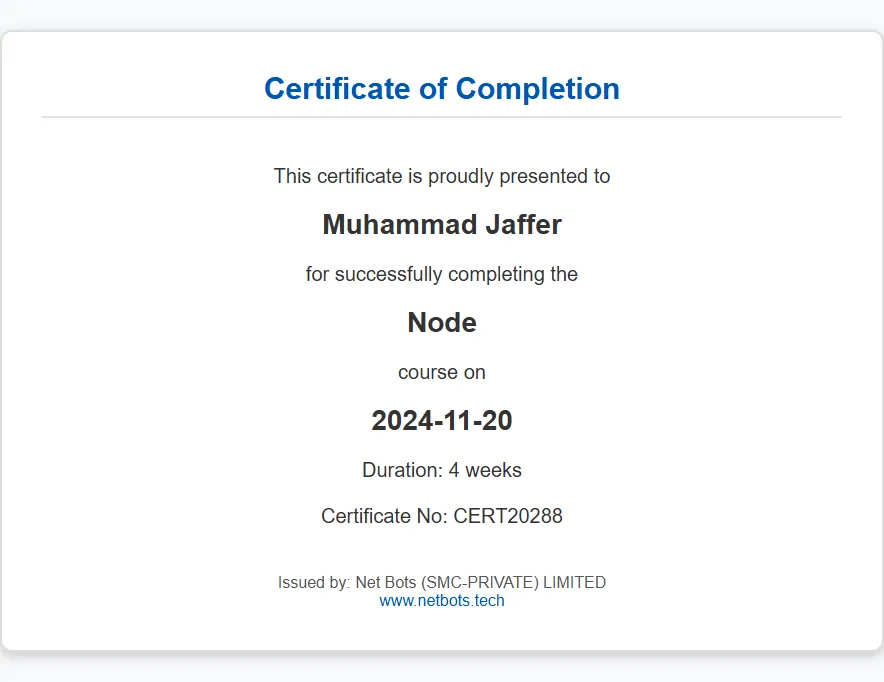 Certificate of Completion
This certificate is proudly presented to
Muhammad Jaffer
for successfully completing the
Node
course on
2024-11-20
Duration: 4 weeks
Certificate No: CERT20288
Issued by: Net Bots (SMC-PRIVATE) LIMITED
www.netbots.tech